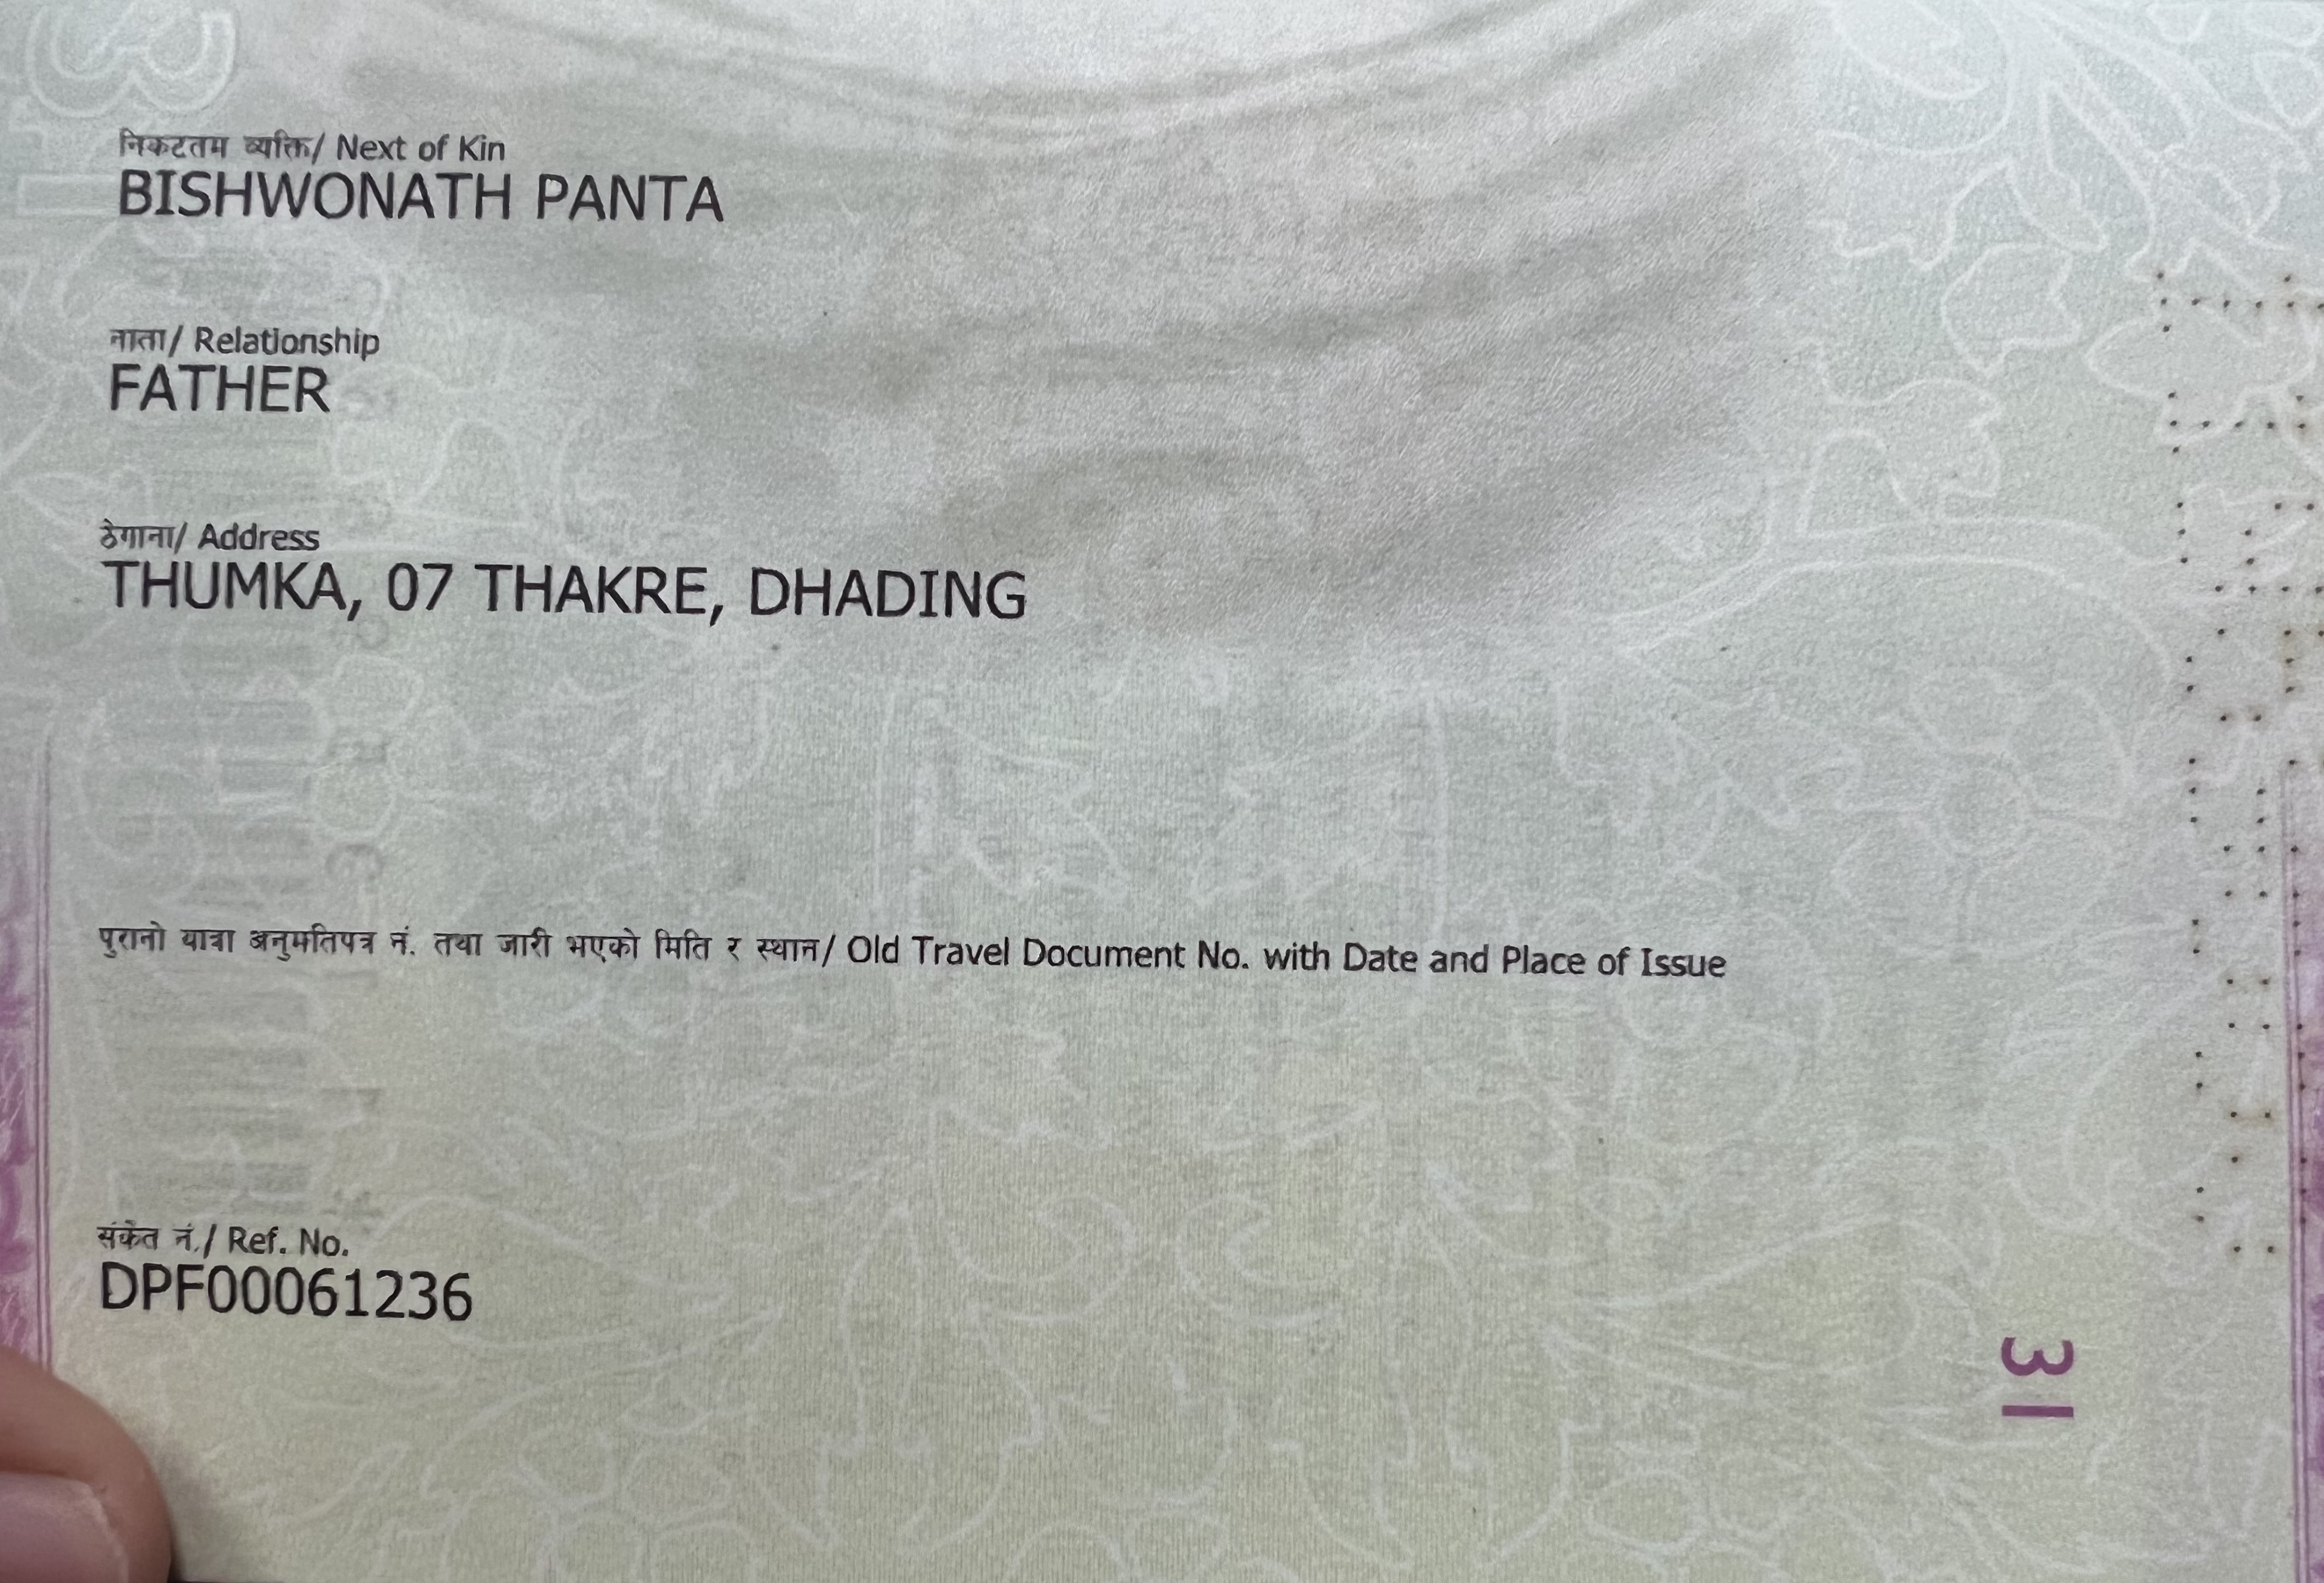 निकटतम व्यक्ति/ Next of Kin
BISHWONATH PANTA
नाता/ Relationship
FATHER
ठेगाना/ Address
THUMKA, 07 THAKRE, DHADING
पुरानो यात्रा अनुमतिपत्र नं. तथा जारी भएको मिति र स्थान/ Old Travel Document No. with Date and Place of Issue
संकेत नं./ Ref. No.
DPF00061236
31